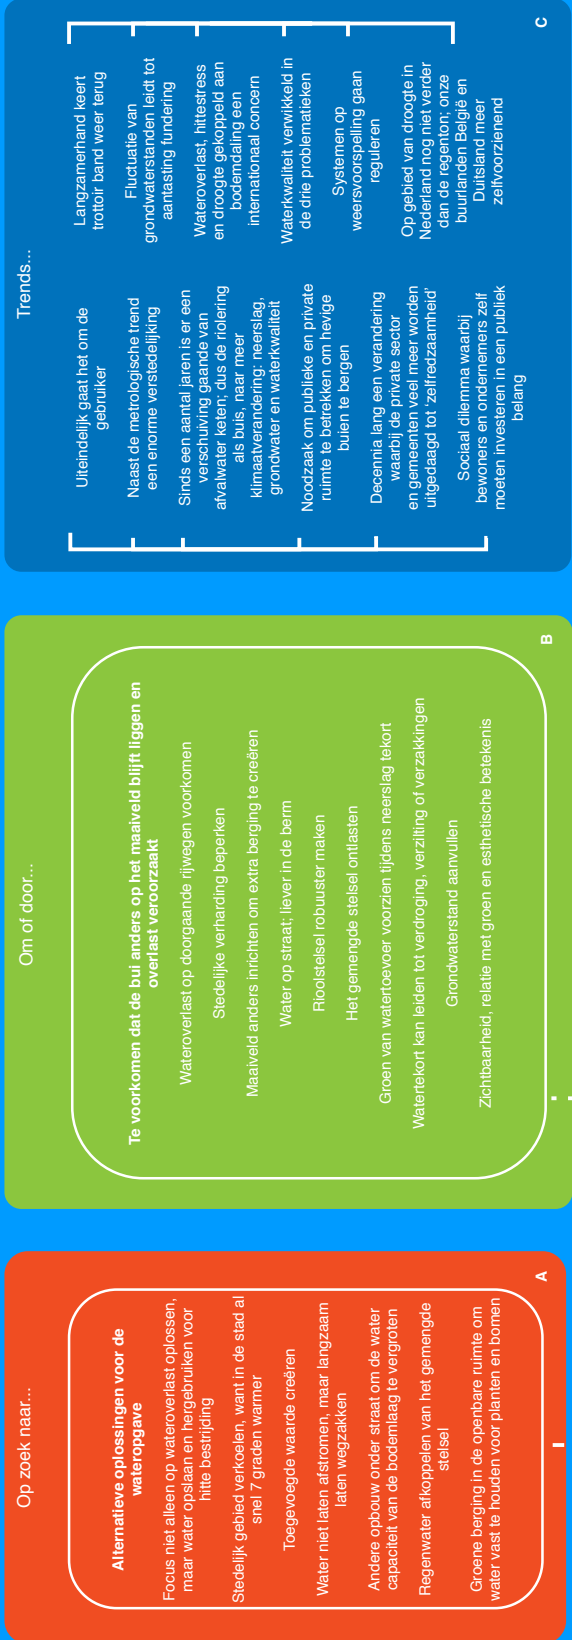 Op zoek naar...
Alternatieve oplossingen voor de
wateropgave
Focus niet alleen op wateroverlast oplossen,
maar water opslaan en hergebruiken voor
hitte bestrijding
Stedelijk gebied verkoelen, want in de stad al
snel 7 graden warmer
Toegevoegde waarde creëren
Water niet laten afstromen, maar langzaam
laten wegzakken
Andere opbouw onder straat om de water
capaciteit van de bodemlaag te vergroten
Regenwater afkoppelen van het gemengde
stelsel
Groene berging in de openbare ruimte om
water vast te houden voor planten en bomen
A
Om of door...
Te voorkomen dat de bui anders op het maaiveld blijft liggen en
overlast veroorzaakt
Wateroverlast op doorgaande rijwegen voorkomen
Stedelijke verharding beperken
Maaiveld anders inrichten om extra berging te creëren
Water op straat; liever in de berm
Rioolstelsel robuuster maken
Het gemengde stelsel ontlasten
Groen van watertoevoer voorzien tijdens neerslag tekort
Watertekort kan leiden tot verdroging, verzilting of verzakkingen
Grondwaterstand aanvullen
Zichtbaarheid, relatie met groen en esthetische betekenis
B
Trends...
Uiteindelijk gaat het om de
gebruiker
Naast de metrologische trend
een enorme verstedelijking
Sinds een aantal jaren is er een
verschuiving gaande van
afvalwater keten; dus de riolering
als buis, naar meer
klimaatverandering: neerslag,
grondwater en waterkwaliteit
Noodzaak om publieke en private
ruimte te betrekken om hevige
buien te bergen
Decennia lang een verandering
waarbij de private sector
en gemeenten veel meer worden
uitgedaagd tot ‘zelfredzaamheid’
Sociaal dilemma waarbij
bewoners en ondernemers zelf
moeten investeren in een publiek
belang
Langzamerhand keert
trottoir band weer terug
Fluctuatie van
grondwaterstanden leidt tot
aantasting fundering
Wateroverlast, hittestress
en droogte gekoppeld aan
bodemdaling een
internationaal concern
Waterkwaliteit verwikkeld in
de drie problematieken
Systemen op
weersvoorspelling gaan
reguleren
Op gebied van droogte in
Nederland nog niet verder
dan de regenton; onze
buurlanden België en
Duitsland meer
zelfvoorzienend
C